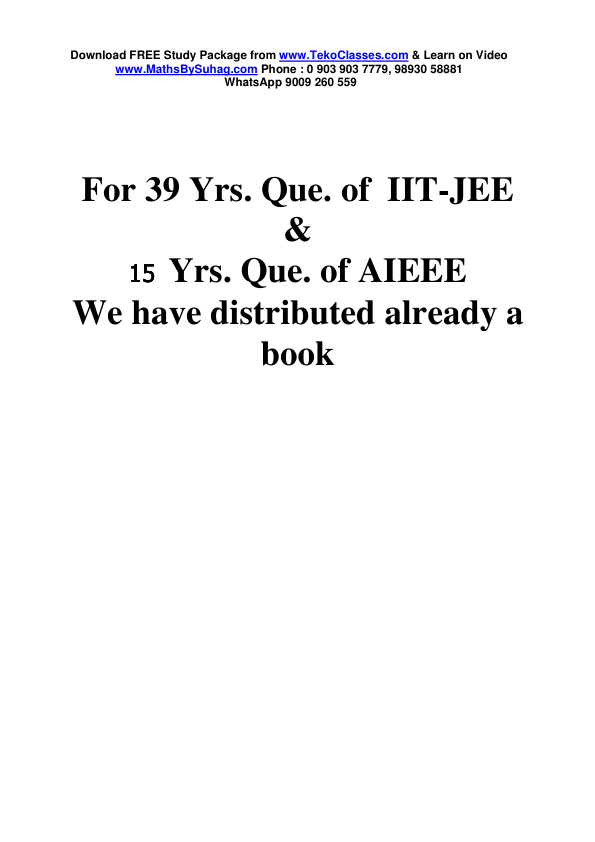 Download FREE Study Package from www.TekoClasses.com & Learn on Video
www.MathsBySuhag.com Phone : 0 903 903 7779, 98930 58881
WhatsApp 9009 260 559
For 39 Yrs. Que. of IIT-JEE
&
15 Yrs. Que. of AIEEE
We have distributed already a
book